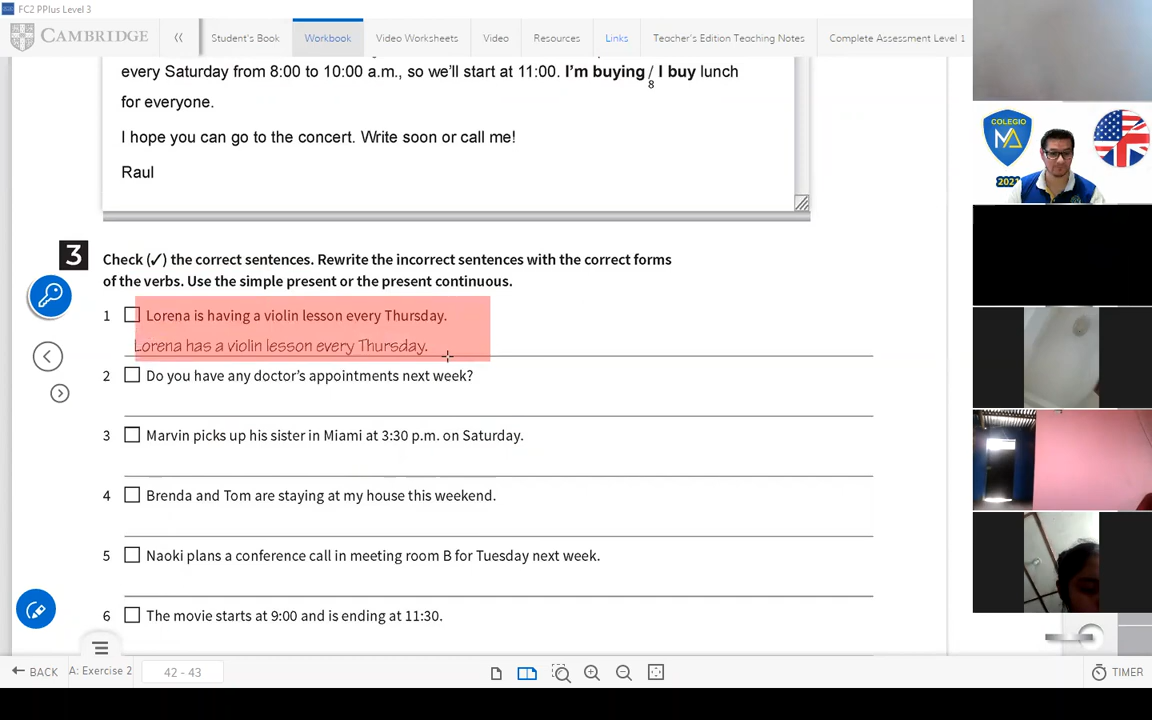 FC2 PPlus Level 3
CAMBRIDGE
Student's Book
Workbook
Video Worksheets
Video
Resources
Links
Teacher's Edition Teaching Notes
Complete Assessment Level 1
every Saturday from 8:00 to 10:00 a.m., so we'll start at 11:00. I'm buying / I buy lunch
8
for everyone.
I hope you can go to the concert. Write soon or call me!
Raul
3 Check (✓) the correct sentences. Rewrite the incorrect sentences with the correct forms
of the verbs. Use the simple present or the present continuous.
1 Lorena is having a violin lesson every Thursday.
Lorena has a violin lesson every Thursday.
2 Do you have any doctor's appointments next week?
3 Marvin picks up his sister in Miami at 3:30 p.m. on Saturday.
4 Brenda and Tom are staying at my house this weekend.
5 Naoki plans a conference call in meeting room B for Tuesday next week.
6 The movie starts at 9:00 and is ending at 11:30.
BACK
A: Exercise 2
42 - 43
TIMER
COLEGIO
MA
2021